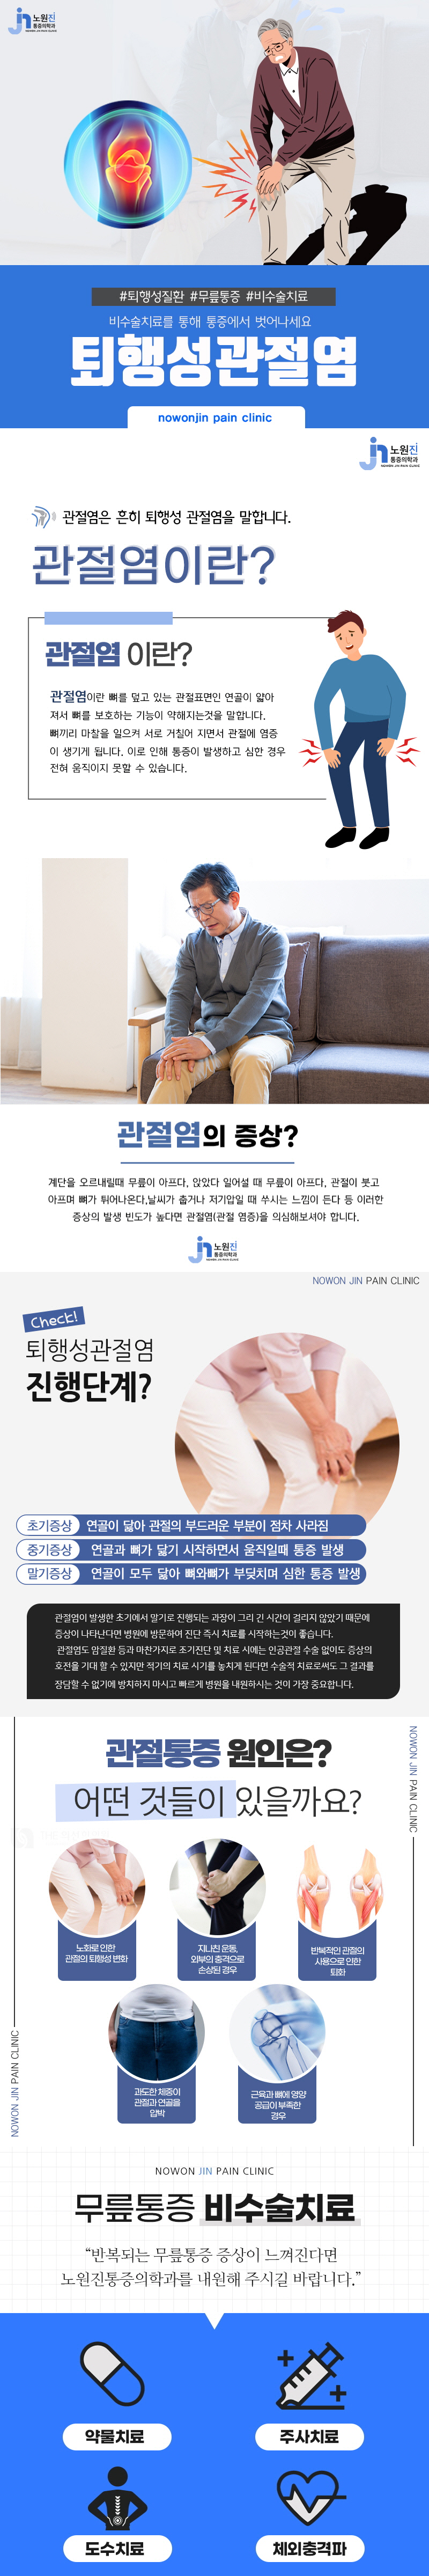 노원진
통증의학과
NOWON JIN PAIN CLINIC
#퇴행성질환 #무릎통증 #비수술치료
비수술치료를 통해 통증에서 벗어나세요
퇴행성관절염
nowonjin pain clinic
노원진
통증의학과
NOWON JIN PAIN CLINIC
관절염은 흔히 퇴행성 관절염을 말합니다.
관절염이란?
관절염 이란?
관절염이란 뼈를 덮고 있는 관절표면인 연골이 얇아
져서 뼈를 보호하는 기능이 약해지는것을 말합니다.
뼈끼리 마찰을 일으켜 서로 거칠어 지면서 관절에 염증
이 생기게 됩니다. 이로 인해 통증이 발생하고 심한 경우
전혀 움직이지 못할 수 있습니다.
관절염의 증상?
계단을 오르내릴때 무릎이 아프다, 앉았다 일어설 때 무릎이 아프다, 관절이 붓고
아프며 뼈가 튀어나온다,날씨가 춥거나 저기압일 때 쑤시는 느낌이 든다 등 이러한
증상의 발생 빈도가 높다면 관절염(관절 염증)을 의심해보셔야 합니다.
노원진
통증의학과
NOWON JIN PAIN CLINIC
NOWON JIN PAIN CLINIC
Check!
퇴행성관절염
진행단계?
초기증상 연골이 닳아 관절의 부드러운 부분이 점차 사라짐
중기증상 연골과 뼈가 닳기 시작하면서 움직일때 통증 발생
말기증상 연골이 모두 닳아 뼈와뼈가 부딪치며 심한 통증 발생
관절염이 발생한 초기에서 말기로 진행되는 과장이 그리 긴 시간이 걸리지 않았기 때문에
증상이 나타난다면 병원에 방문하여 진단 즉시 치료를 시작하는것이 좋습니다.
관절염도 암질환 등과 마찬가지로 조기진단 및 치료 시에는 인공관절 수술 없이도 증상의
호전을 기대 할 수 있지만 적기의 치료 시기를 놓치게 된다면 수술적 치료로써도 그 결과를
장담할 수 없기에 방치하지 마시고 빠르게 병원을 내원하시는 것이 가장 중요합니다.
NOWON JIN PAIN CLINIC
관절통증 원인은?
어떤 것들이 있을까요?
노화로 인한
관절의 퇴행성 변화
지나친 운동,
외부의 충격으로
손상된 경우
반복적인 관절의
사용으로 인한
퇴화
과도한 체중이
관절과 연골을
압박
근육과 뼈에 영양
공급이 부족한
경우
NOWON JIN PAIN CLINIC
NOWON JIN PAIN CLINIC
무릎통증 비수술치료
“반복되는 무릎통증 증상이 느껴진다면
노원진통증의학과를 내원해 주시길 바랍니다.”
약물치료
주사치료
도수치료
체외충격파